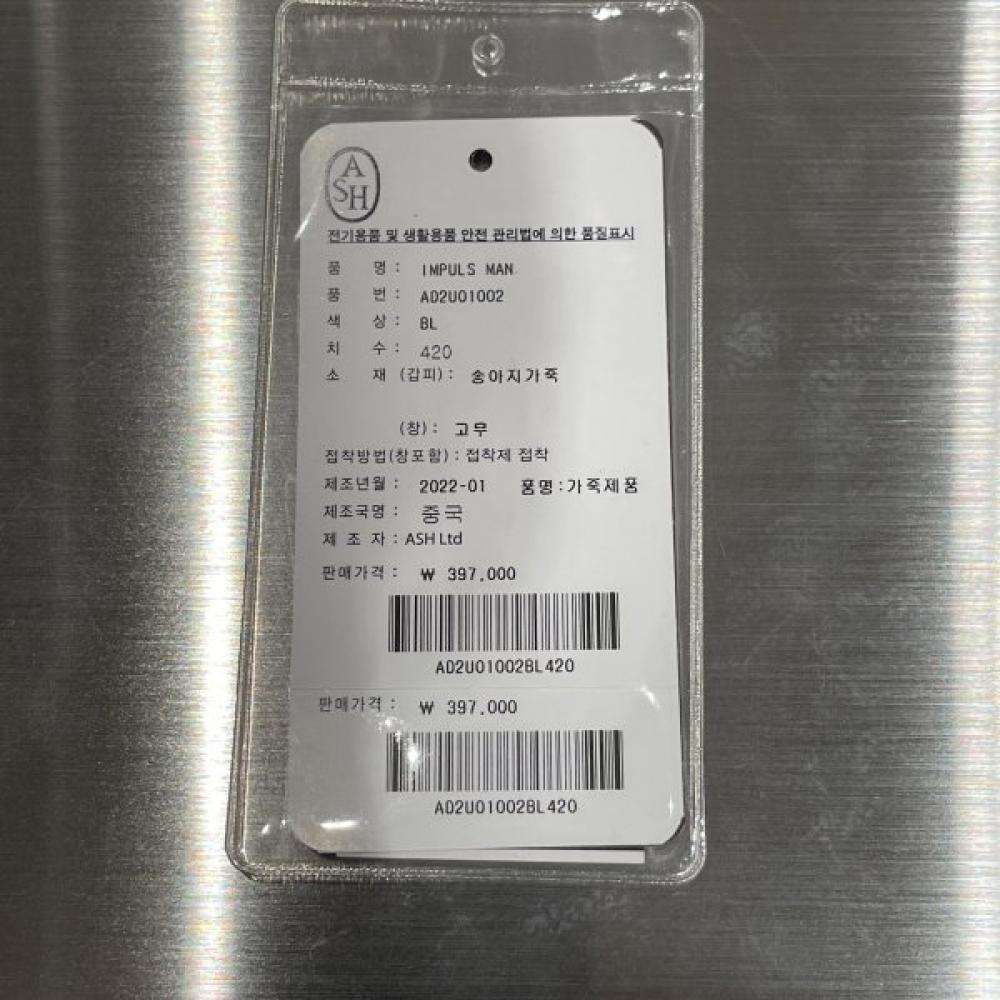 ASH
전기용품 및 생활용품 안전 관리법에 의한 품질표시
품 명 : IMPULS MAN
품 번 : AD2U01002
색 상 : BL
치 수 : 420
소 재 (갑피) : 송아지가죽
(창) : 고무
접착방법(창포함) : 접착제 접착
제조년월 : 2022-01 품명:가죽제품
제조국명 : 중국
제 조 자 : ASH Ltd
판매가격 : ₩ 397,000
AD2U01002BL420
판매가격 : ₩ 397,000
AD2U01002BL420